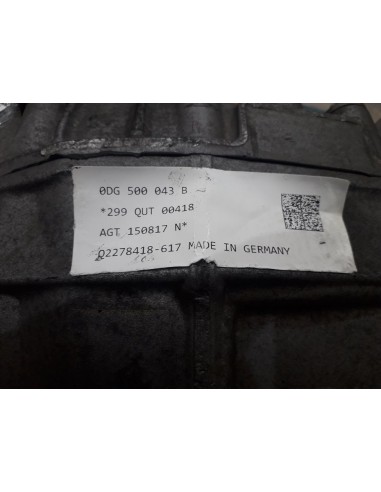 0DG 500 043 B ~
*299 QUT 00418
AGT 150817 N*
02278418-617 MADE IN GERMANY